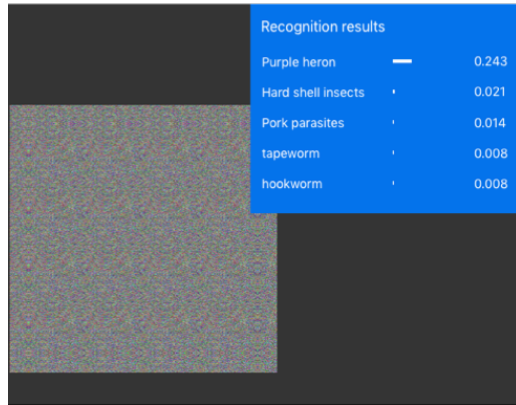 Recognition results
Purple heron 0.243
Hard shell insects 0.021
Pork parasites 0.014
tapeworm 0.008
hookworm 0.008